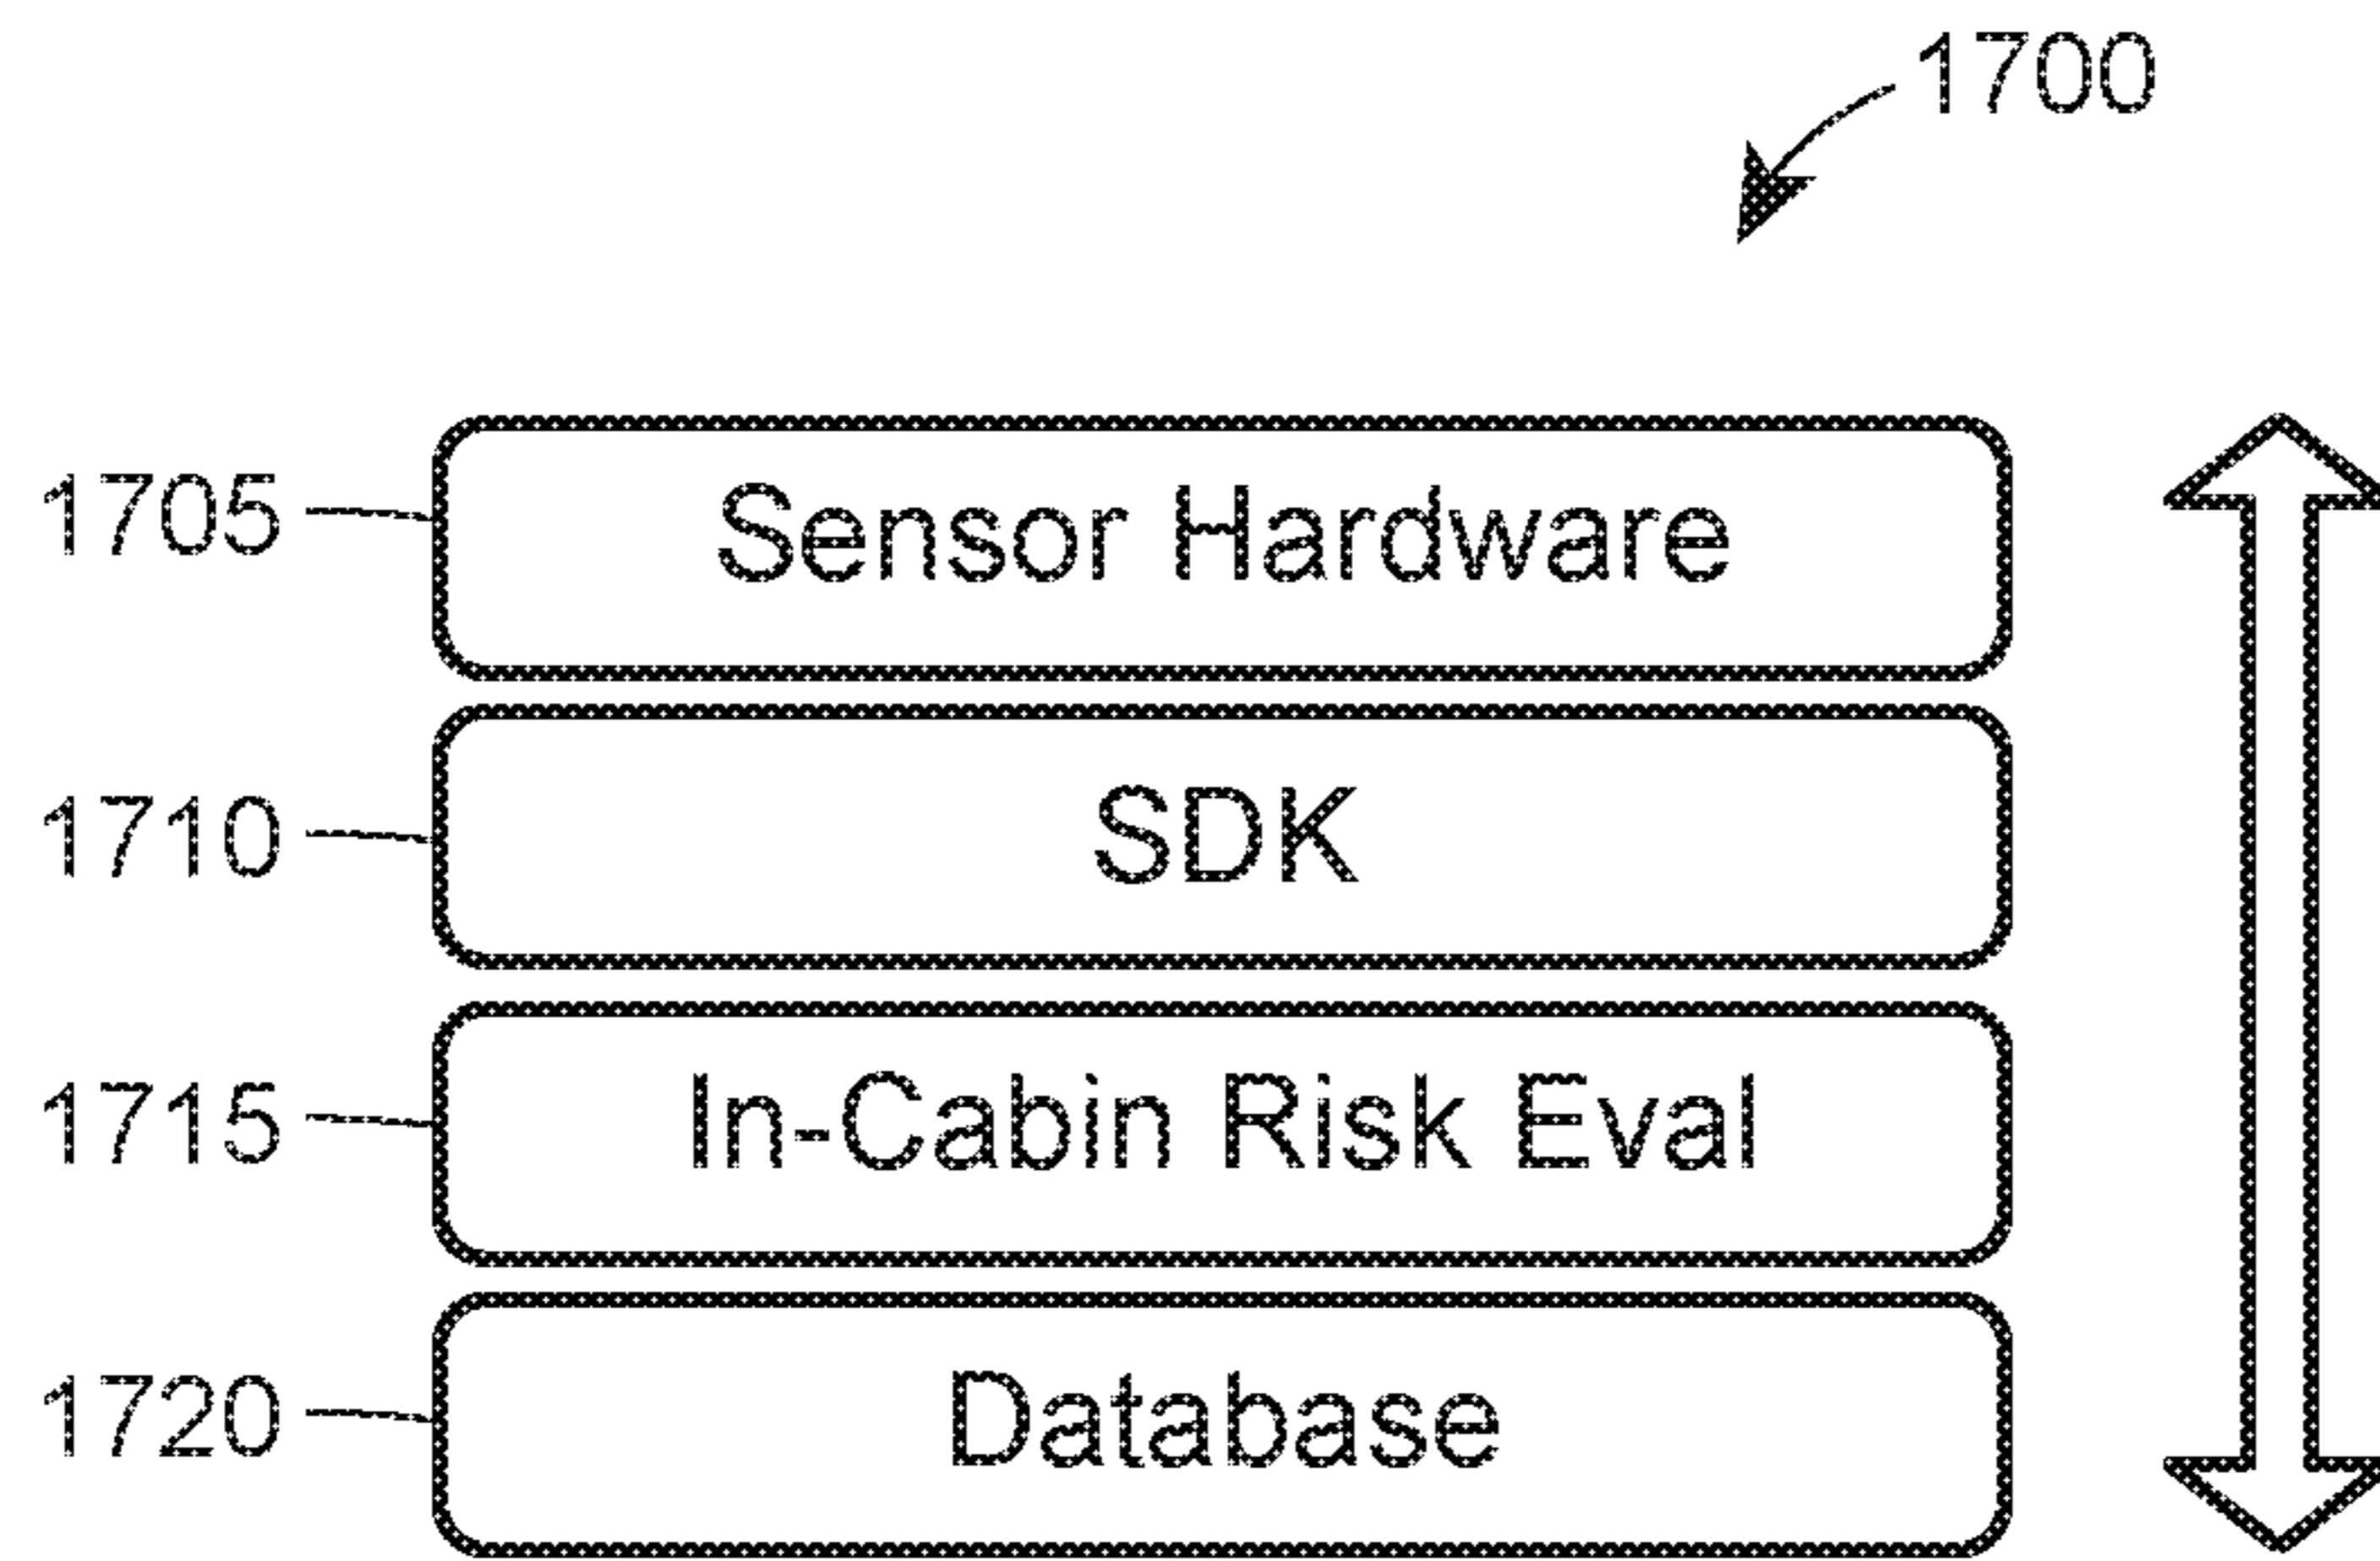 1700
1705 Sensor Hardware
1710 SDK
1715 In-Cabin Risk Eval
1720 Database